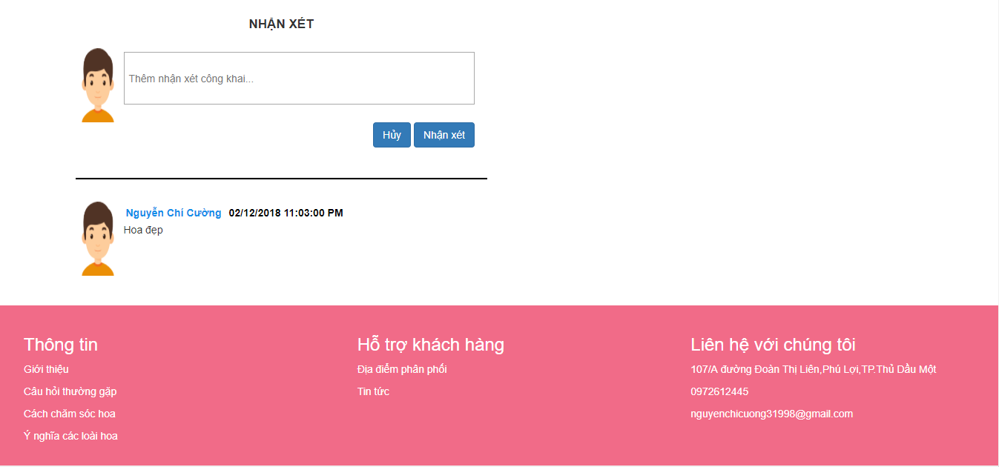 NHẬN XÉT
Thêm nhận xét công khai...
Hủy Nhận xét
Nguyễn Chí Cường 02/12/2018 11:03:00 PM
Hoa đẹp
Thông tin
Giới thiệu
Câu hỏi thường gặp
Cách chăm sóc hoa
Ý nghĩa các loài hoa
Hỗ trợ khách hàng
Địa điểm phân phối
Tin tức
Liên hệ với chúng tôi
107/A đường Đoàn Thị Liên,Phú Lợi,TP.Thủ Dầu Một
0972612445
nguyenchicuong31998@gmail.com